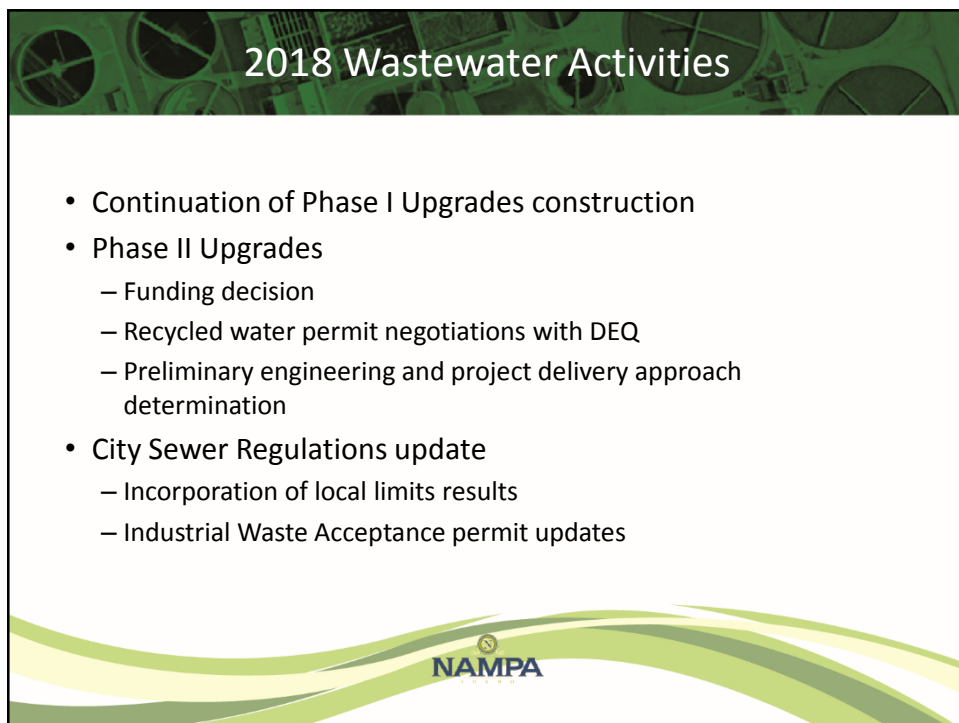 2018 Wastewater Activities
• Continuation of Phase I Upgrades construction
• Phase II Upgrades
– Funding decision
– Recycled water permit negotiations with DEQ
– Preliminary engineering and project delivery approach
determination
• City Sewer Regulations update
– Incorporation of local limits results
– Industrial Waste Acceptance permit updates
N
NAMPA
IDAHO